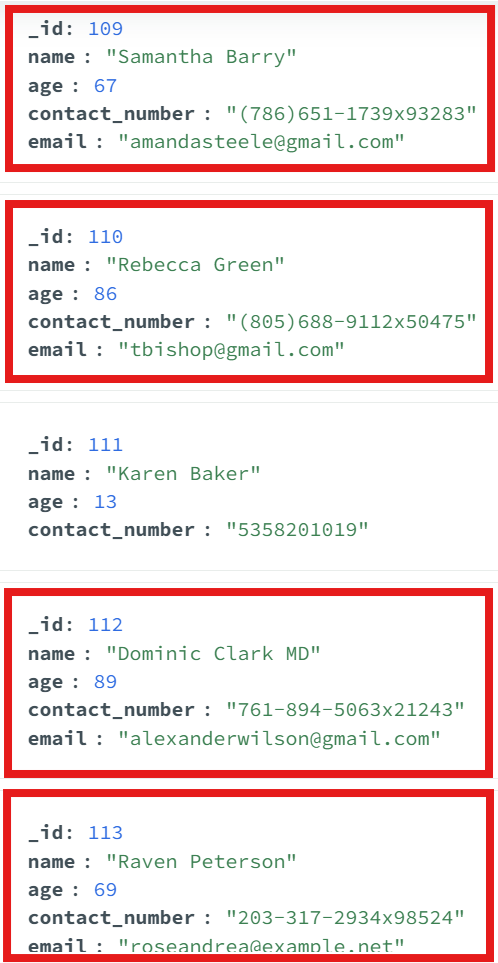 _id: 109
name : "Samantha Barry"
age : 67
contact_number : "(786)651-1739x93283"
email : "amandasteele@gmail.com"
_id: 110
name : "Rebecca Green"
age : 86
contact_number : "(805)688-9112x50475"
email : "tbishop@gmail.com"
_id: 111
name : "Karen Baker"
age : 13
contact_number : "5358201019"
_id: 112
name : "Dominic Clark MD"
age : 89
contact_number : "761-894-5063x21243"
email : "alexanderwilson@gmail.com"
_id: 113
name : "Raven Peterson"
age : 69
contact_number : "203-317-2934x98524"
email : "roseandrea@example.net"